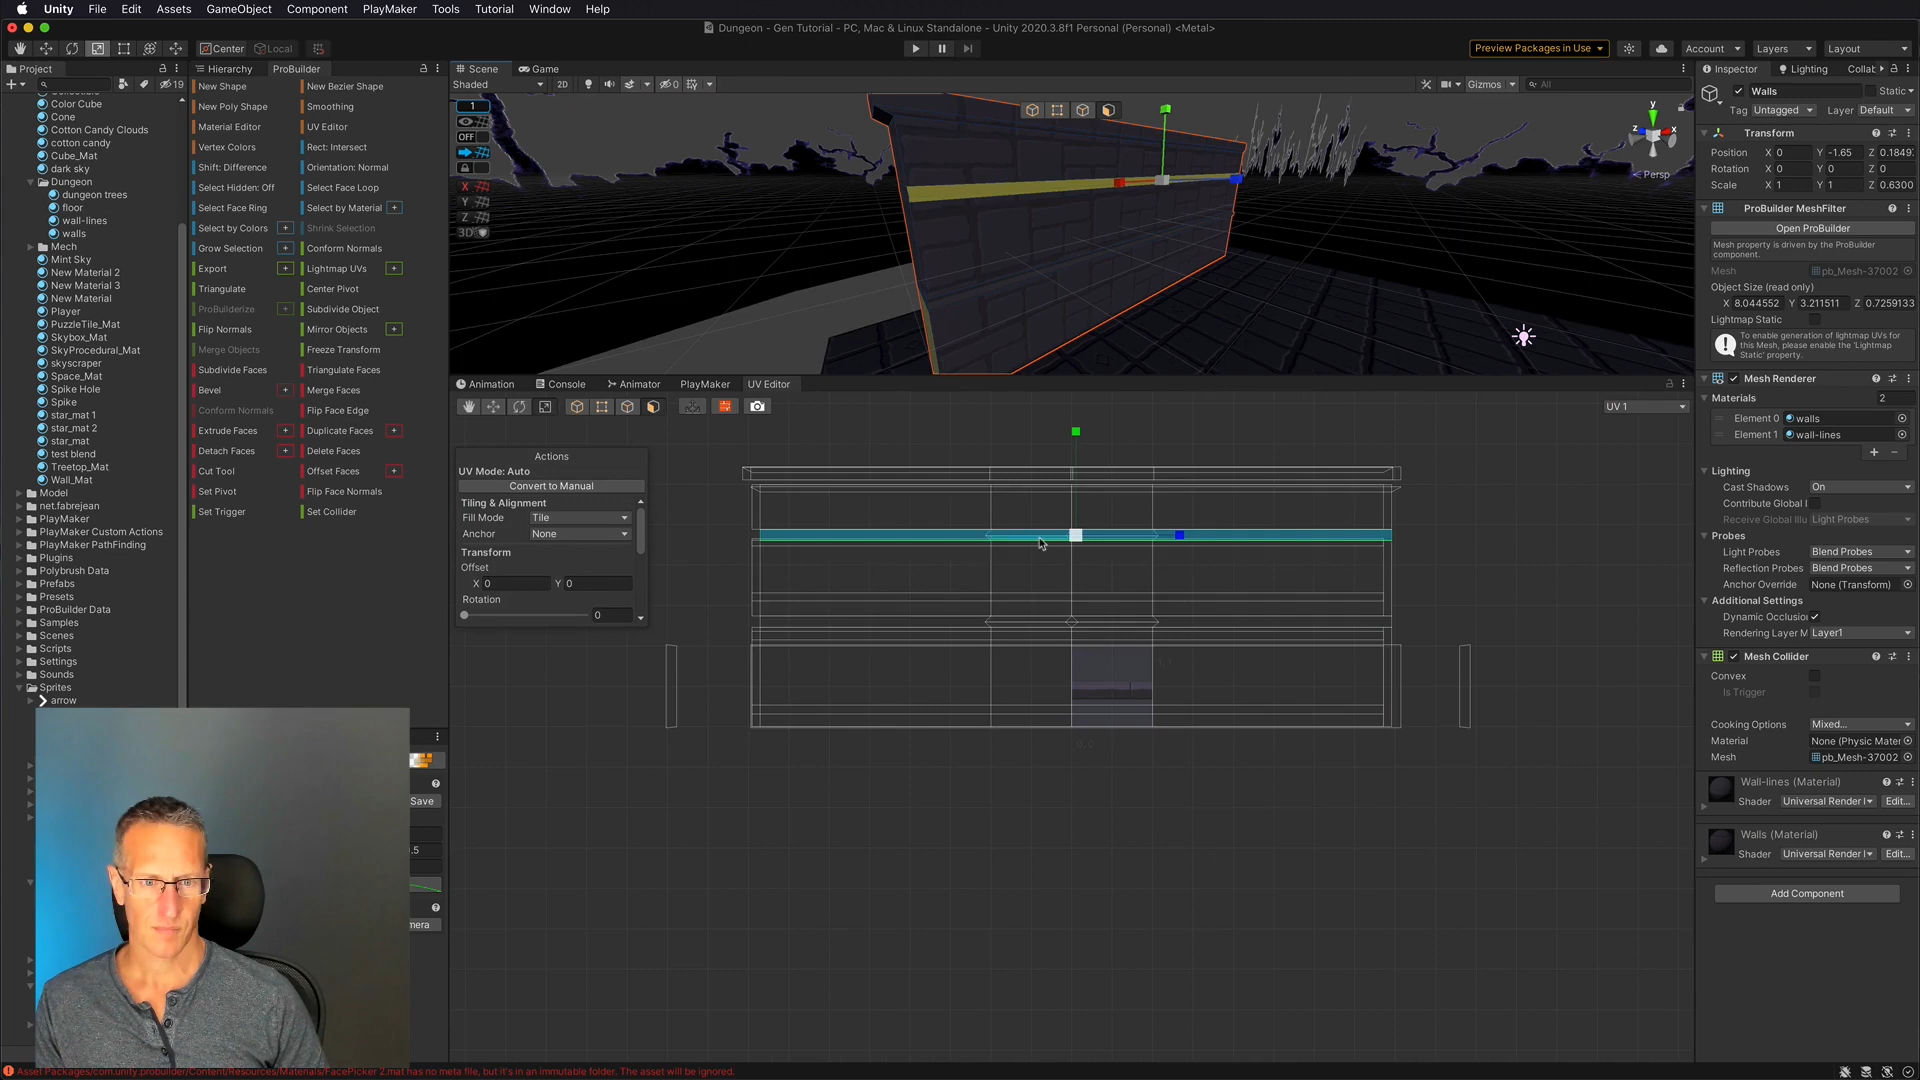 Unity File Edit Assets GameObject Component PlayMaker Tools Tutorial Window Help
Dungeon - Gen Tutorial - PC, Mac & Linux Standalone - Unity 2020.3.8f1 Personal (Personal) <Metal>
Center Local Preview Packages in Use Account Layers Layout
Project Hierarchy ProBuilder Scene Game Inspector Lighting Collab
19
Color Cube
Cone
Cotton Candy Clouds
cotton candy
Cube_Mat
dark sky
Dungeon
dungeon trees
floor
wall-lines
walls
Mech
Mint Sky
New Material 2
New Material 3
New Material
Player
PuzzleTile_Mat
Skybox_Mat
SkyProcedural_Mat
skyscraper
Space_Mat
Spike Hole
Spike
star_mat 1
star_mat 2
star_mat
test blend
Treetop_Mat
Wall_Mat
Model
net.fabrejean
PlayMaker
PlayMaker Custom Actions
PlayMaker PathFinding
Plugins
Polybrush Data
Prefabs
Presets
ProBuilder Data
Samples
Scenes
Scripts
Settings
Sounds
Sprites
arrow
New Shape New Bezier Shape
New Poly Shape Smoothing
Material Editor UV Editor
Vertex Colors Rect: Intersect
Shift: Difference Orientation: Normal
Select Hidden: Off Select Face Loop
Select Face Ring Select by Material +
Select by Colors + Shrink Selection
Grow Selection + Conform Normals
Export + Lightmap UVs +
Triangulate Center Pivot
ProBuilderize + Subdivide Object
Flip Normals Mirror Objects +
Merge Objects Freeze Transform
Subdivide Faces Triangulate Faces
Bevel + Merge Faces
Conform Normals Flip Face Edge
Extrude Faces + Duplicate Faces +
Detach Faces + Delete Faces
Cut Tool Offset Faces +
Set Pivot Flip Face Normals
Set Trigger Set Collider
Save
.5
mera
Shaded 2D 0 Gizmos All
1
OFF
X
Y
Z
3D
y
z x
< Persp
Animation Console Animator PlayMaker UV Editor
UV 1
Actions
UV Mode: Auto
Convert to Manual
Tiling & Alignment
Fill Mode Tile
Anchor None
Transform
Offset
X 0 Y 0
Rotation
0
Walls Static
Tag Untagged Layer Default
Transform
Position X 0 Y -1.65 Z 0.1849
Rotation X 0 Y 0 Z 0
Scale X 1 Y 1 Z 0.6300
ProBuilder MeshFilter
Open ProBuilder
Mesh property is driven by the ProBuilder
component.
Mesh pb_Mesh-37002
Object Size (read only)
X 8.044552 Y 3.211511 Z 0.7259133
Lightmap Static
To enable generation of lightmap UVs for
this Mesh, please enable the 'Lightmap
Static' property.
Mesh Renderer
Materials 2
Element 0 walls
Element 1 wall-lines
+ −
Lighting
Cast Shadows On
Contribute Global I
Receive Global Illu Light Probes
Probes
Light Probes Blend Probes
Reflection Probes Blend Probes
Anchor Override None (Transform)
Additional Settings
Dynamic Occlusio
Rendering Layer M Layer1
Mesh Collider
Convex
Is Trigger
Cooking Options Mixed...
Material None (Physic Mater
Mesh pb_Mesh-37002
Wall-lines (Material)
Shader Universal Render Edit...
Walls (Material)
Shader Universal Render Edit...
Add Component
Asset Packages/com.unity.probuilder/Content/Resources/Materials/FacePicker 2.mat has no meta file, but it's in an immutable folder. The asset will be ignored.